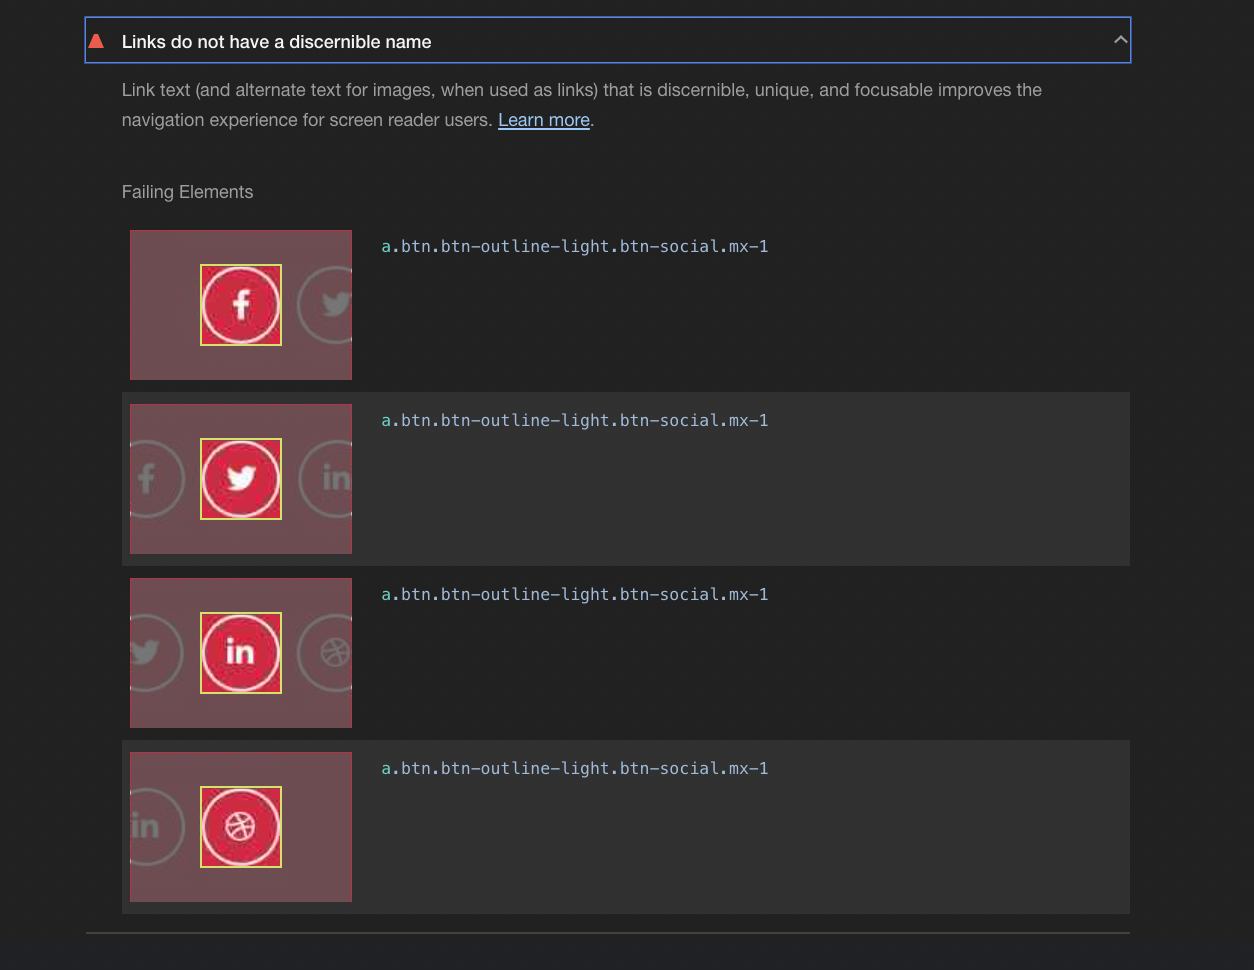 Links do not have a discernible name
Link text (and alternate text for images, when used as links) that is discernible, unique, and focusable improves the
navigation experience for screen reader users. Learn more.
Failing Elements
a.btn.btn-outline-light.btn-social.mx-1
f
f
in
a.btn.btn-outline-light.btn-social.mx-1
in
a.btn.btn-outline-light.btn-social.mx-1
in
a.btn.btn-outline-light.btn-social.mx-1